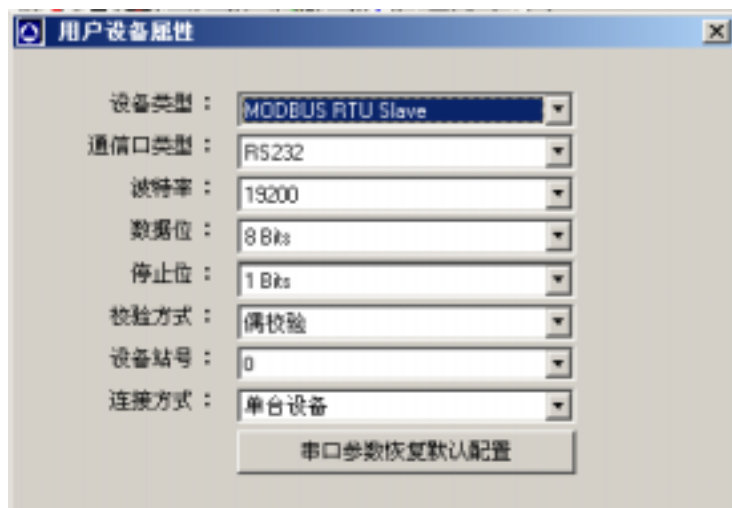 用户设备属性
设备类型： MODBUS RTU Slave
通信口类型： RS232
波特率： 19200
数据位： 8 Bits
停止位： 1 Bits
校验方式： 偶校验
设备站号： 0
连接方式： 单台设备
串口参数恢复默认配置